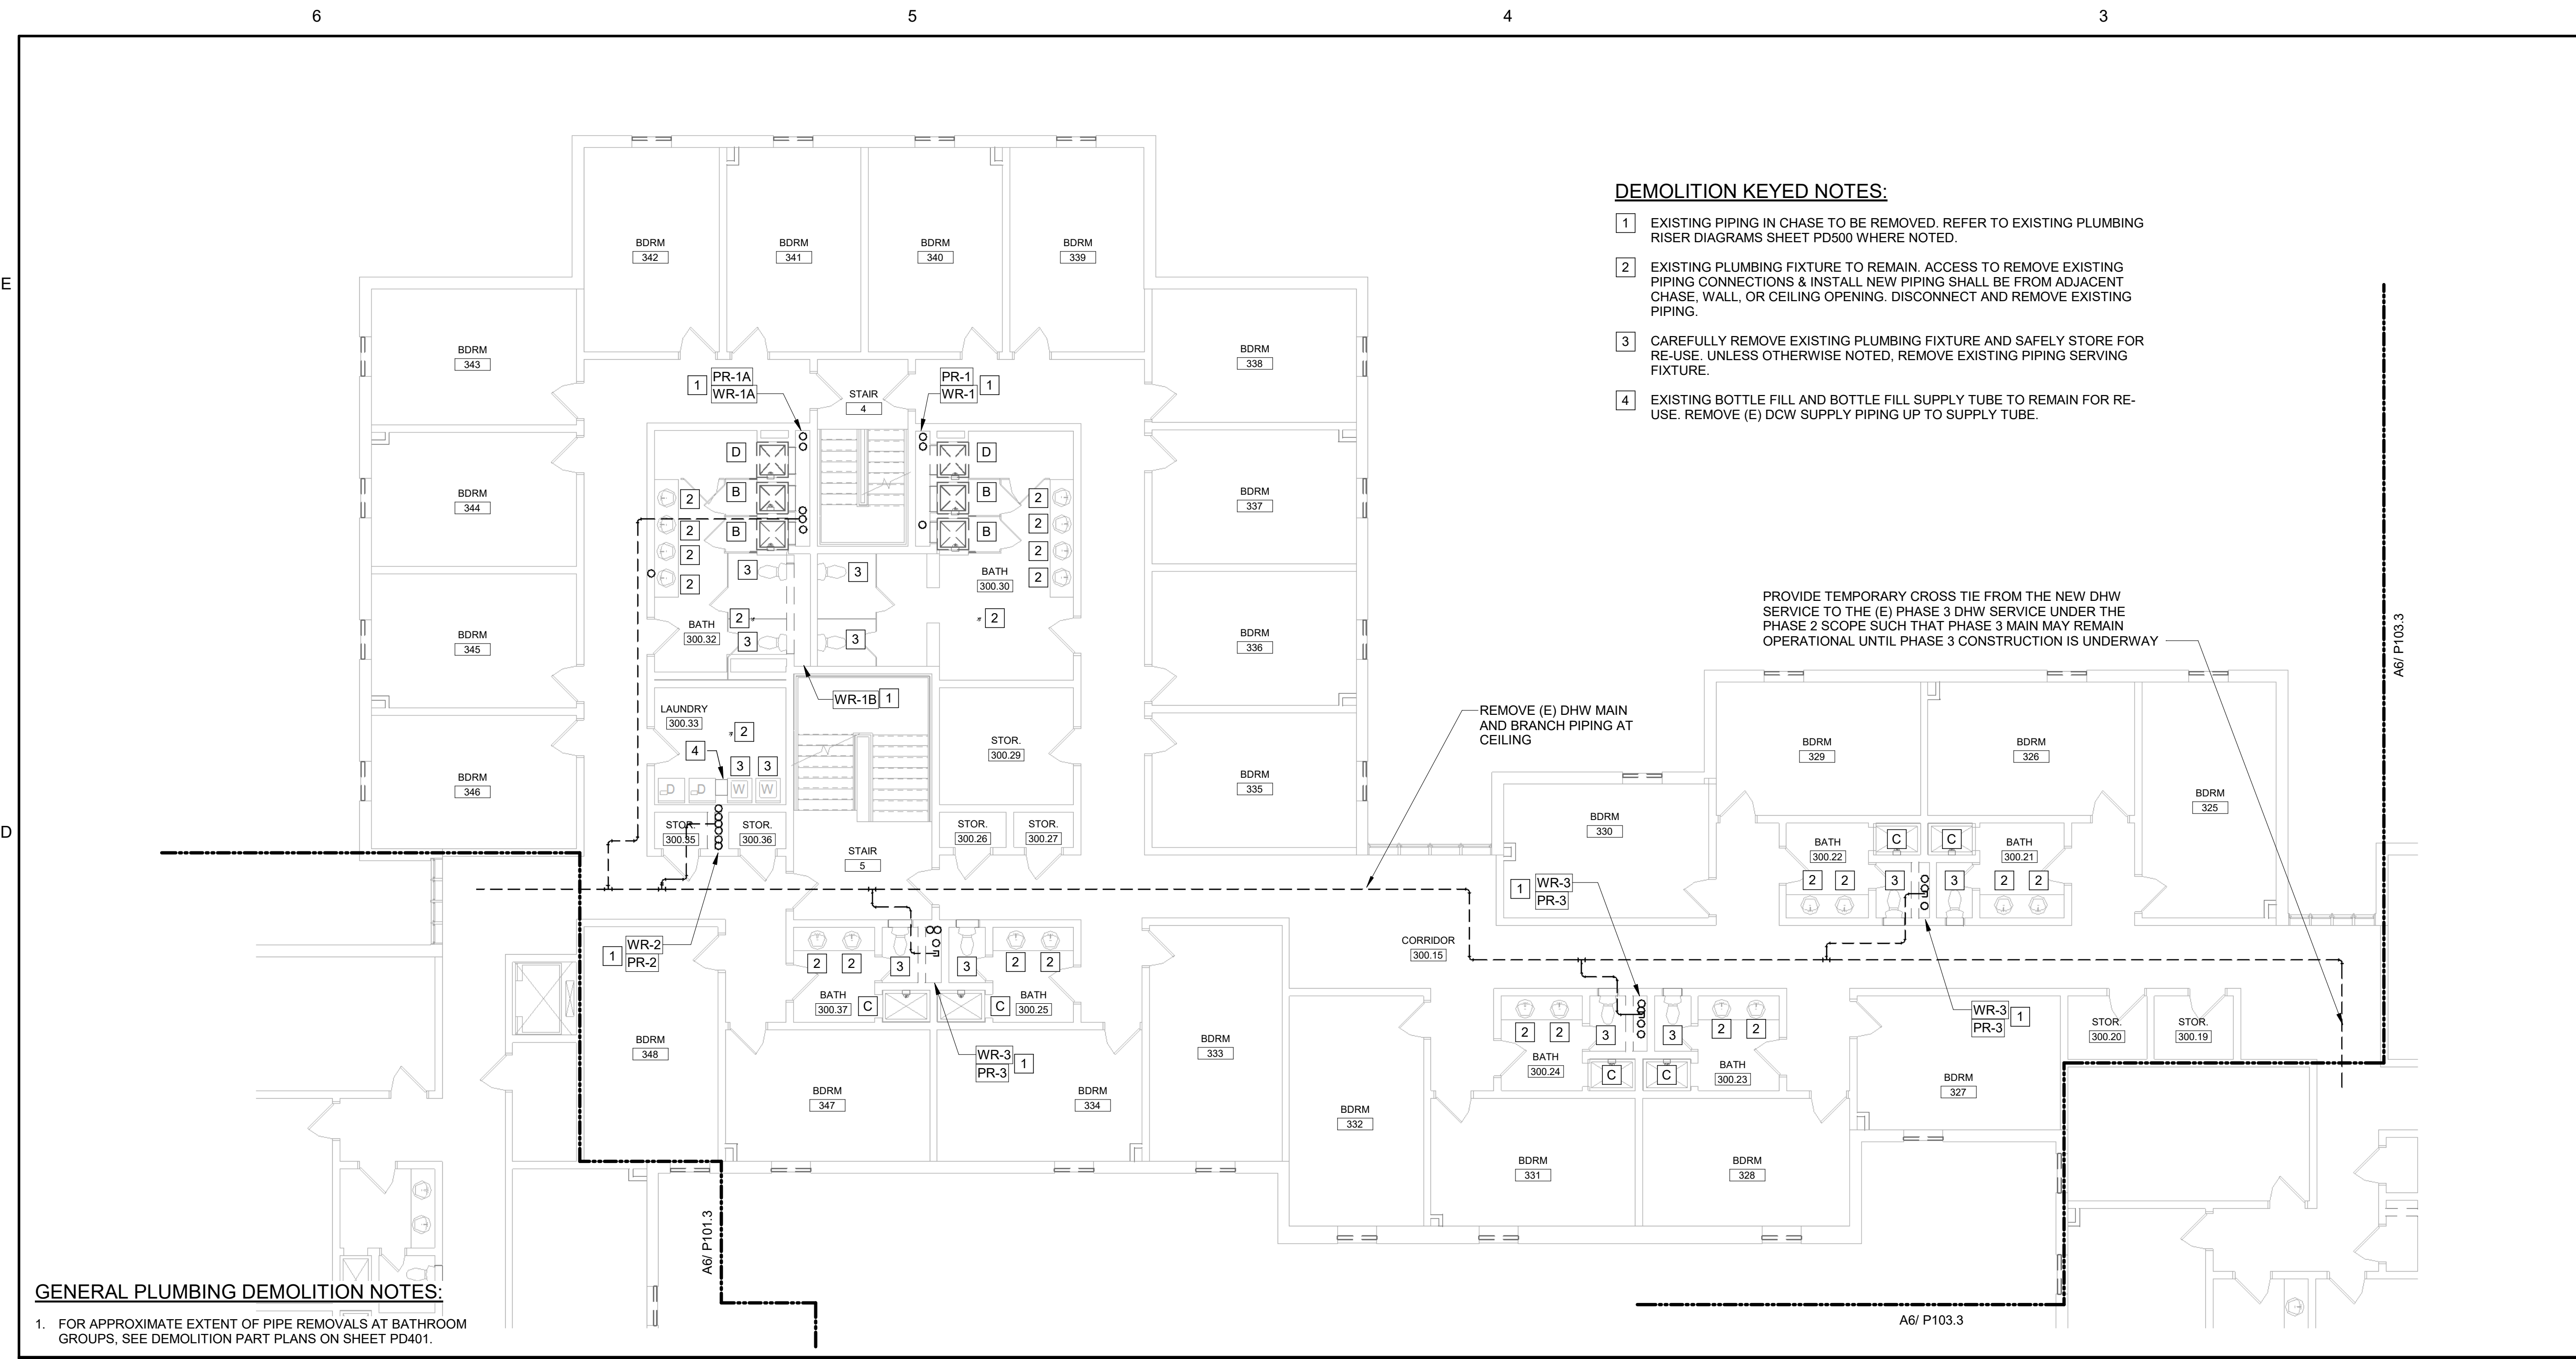 6
5
4
3
E
D
DEMOLITION KEYED NOTES:
1 EXISTING PIPING IN CHASE TO BE REMOVED. REFER TO EXISTING PLUMBING
RISER DIAGRAMS SHEET PD500 WHERE NOTED.
2 EXISTING PLUMBING FIXTURE TO REMAIN. ACCESS TO REMOVE EXISTING
PIPING CONNECTIONS & INSTALL NEW PIPING SHALL BE FROM ADJACENT
CHASE, WALL, OR CEILING OPENING. DISCONNECT AND REMOVE EXISTING
PIPING.
3 CAREFULLY REMOVE EXISTING PLUMBING FIXTURE AND SAFELY STORE FOR
RE-USE. UNLESS OTHERWISE NOTED, REMOVE EXISTING PIPING SERVING
FIXTURE.
4 EXISTING BOTTLE FILL AND BOTTLE FILL SUPPLY TUBE TO REMAIN FOR RE-
USE. REMOVE (E) DCW SUPPLY PIPING UP TO SUPPLY TUBE.
BDRM
342
BDRM
341
BDRM
340
BDRM
339
BDRM
343
BDRM
338
1
PR-1A
WR-1A
STAIR
4
PR-1
WR-1
1
BDRM
344
BDRM
337
D
B
B
D
B
B
2
2
2
2
2
2
2
2
3
3
3
3
2
2
BATH
300.30
BATH
300.32
BDRM
345
BDRM
336
WR-1B 1
LAUNDRY
300.33
2
4
3
3
D
D
W
W
STOR.
300.29
BDRM
346
BDRM
335
STOR.
300.35
STOR.
300.36
STOR.
300.26
STOR.
300.27
STAIR
5
REMOVE (E) DHW MAIN
AND BRANCH PIPING AT
CEILING
PROVIDE TEMPORARY CROSS TIE FROM THE NEW DHW
SERVICE TO THE (E) PHASE 3 DHW SERVICE UNDER THE
PHASE 2 SCOPE SUCH THAT PHASE 3 MAIN MAY REMAIN
OPERATIONAL UNTIL PHASE 3 CONSTRUCTION IS UNDERWAY
A6/ P103.3
BDRM
329
BDRM
326
BDRM
325
BDRM
330
BATH
300.22
C
C
BATH
300.21
2
2
3
3
2
2
1
WR-3
PR-3
1
WR-2
PR-2
2
2
3
3
2
2
BATH
300.37
C
C
BATH
300.25
CORRIDOR
300.15
2
2
3
3
2
2
BATH
300.24
C
C
BATH
300.23
WR-3
PR-3
1
STOR.
300.20
STOR.
300.19
BDRM
348
BDRM
333
WR-3
PR-3
1
BDRM
347
BDRM
334
BDRM
332
BDRM
327
BDRM
331
BDRM
328
A6/ P101.3
A6/ P103.3
GENERAL PLUMBING DEMOLITION NOTES:
1. FOR APPROXIMATE EXTENT OF PIPE REMOVALS AT BATHROOM
GROUPS, SEE DEMOLITION PART PLANS ON SHEET PD401.